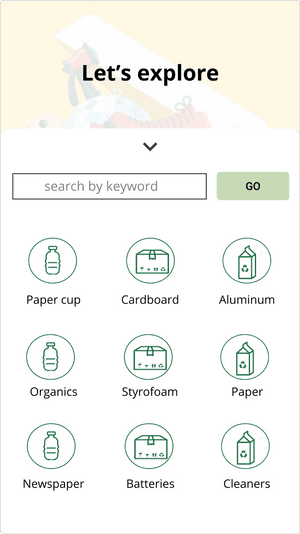 Let's explore
search by keyword
GO
Paper cup
Cardboard
Aluminum
Organics
Styrofoam
Paper
Newspaper
Batteries
Cleaners